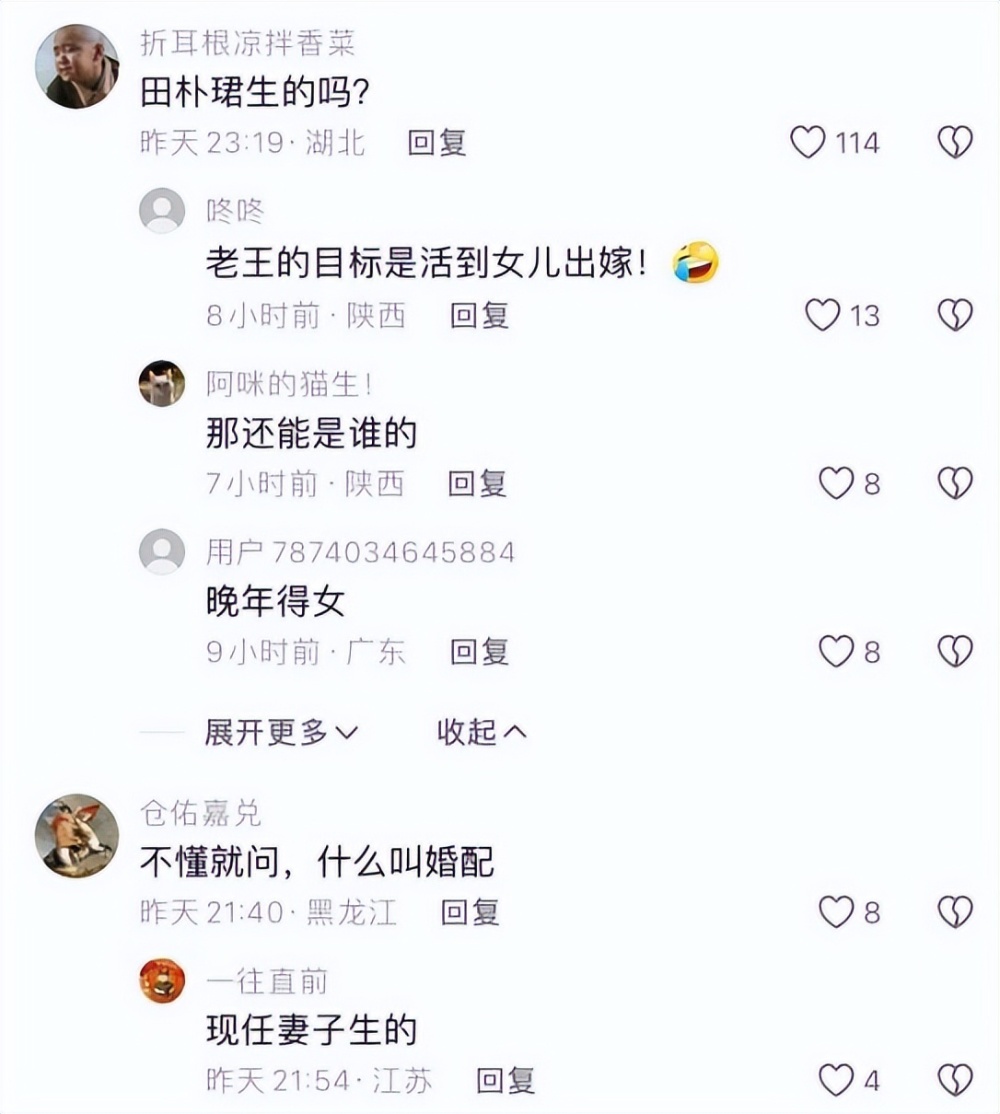 折耳根凉拌香菜
田朴珺生的吗?
昨天 23:19 · 湖北 回复 114
咚咚
老王的目标是活到女儿出嫁! 🤣
8小时前 · 陕西 回复 13
阿咪的猫生!
那还能是谁的
7小时前 · 陕西 回复 8
用户 7874034645884
晚年得女
9小时前 · 广东 回复 8
展开更多 收起
仓佑嘉兑
不懂就问，什么叫婚配
昨天 21:40 · 黑龙江 回复 8
一往直前
现任妻子生的
昨天 21:54 · 江苏 回复 4